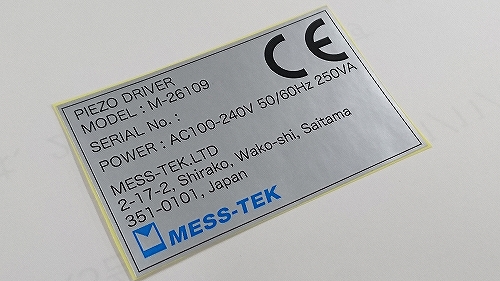 PIEZO DRIVER
MODEL : M-26109
SERIAL No. :
POWER : AC100-240V 50/60Hz 250VA
MESS-TEK.LTD
2-17-2, Shirako, Wako-shi, Saitama
351-0101, Japan
MESS-TEK
CE